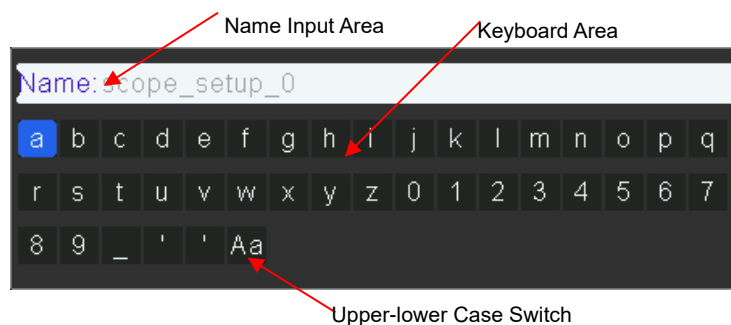 Name Input Area
Keyboard Area
Name: scope_setup_0
a b c d e f g h i j k l m n o p q
r s t u v w x y z 0 1 2 3 4 5 6 7
8 9 _ ' ' Aa
Upper-lower Case Switch